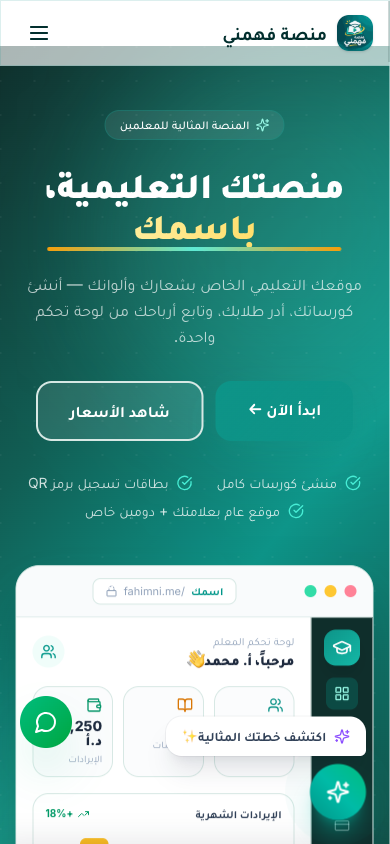 منصة فهمني
المنصة المثالية للمعلمين
منصتك التعليمية،
باسمك
موقعك التعليمي الخاص بشعارك وألوانك — أنشئ
كورساتك، أدر طلابك، وتابع أرباحك من لوحة تحكم
واحدة.
ابدأ الآن ←
شاهد الأسعار
منشئ كورسات كامل
بطاقات تسجيل برمز QR
موقع عام بعلامتك + دومين خاص
fahimni.me/ اسمك
لوحة تحكم المعلم
مرحباً، أ. محمد👋
,250
د.أ
الإيرادات
اكتشف خطتك المثالية✨
الإيرادات الشهرية
+18%